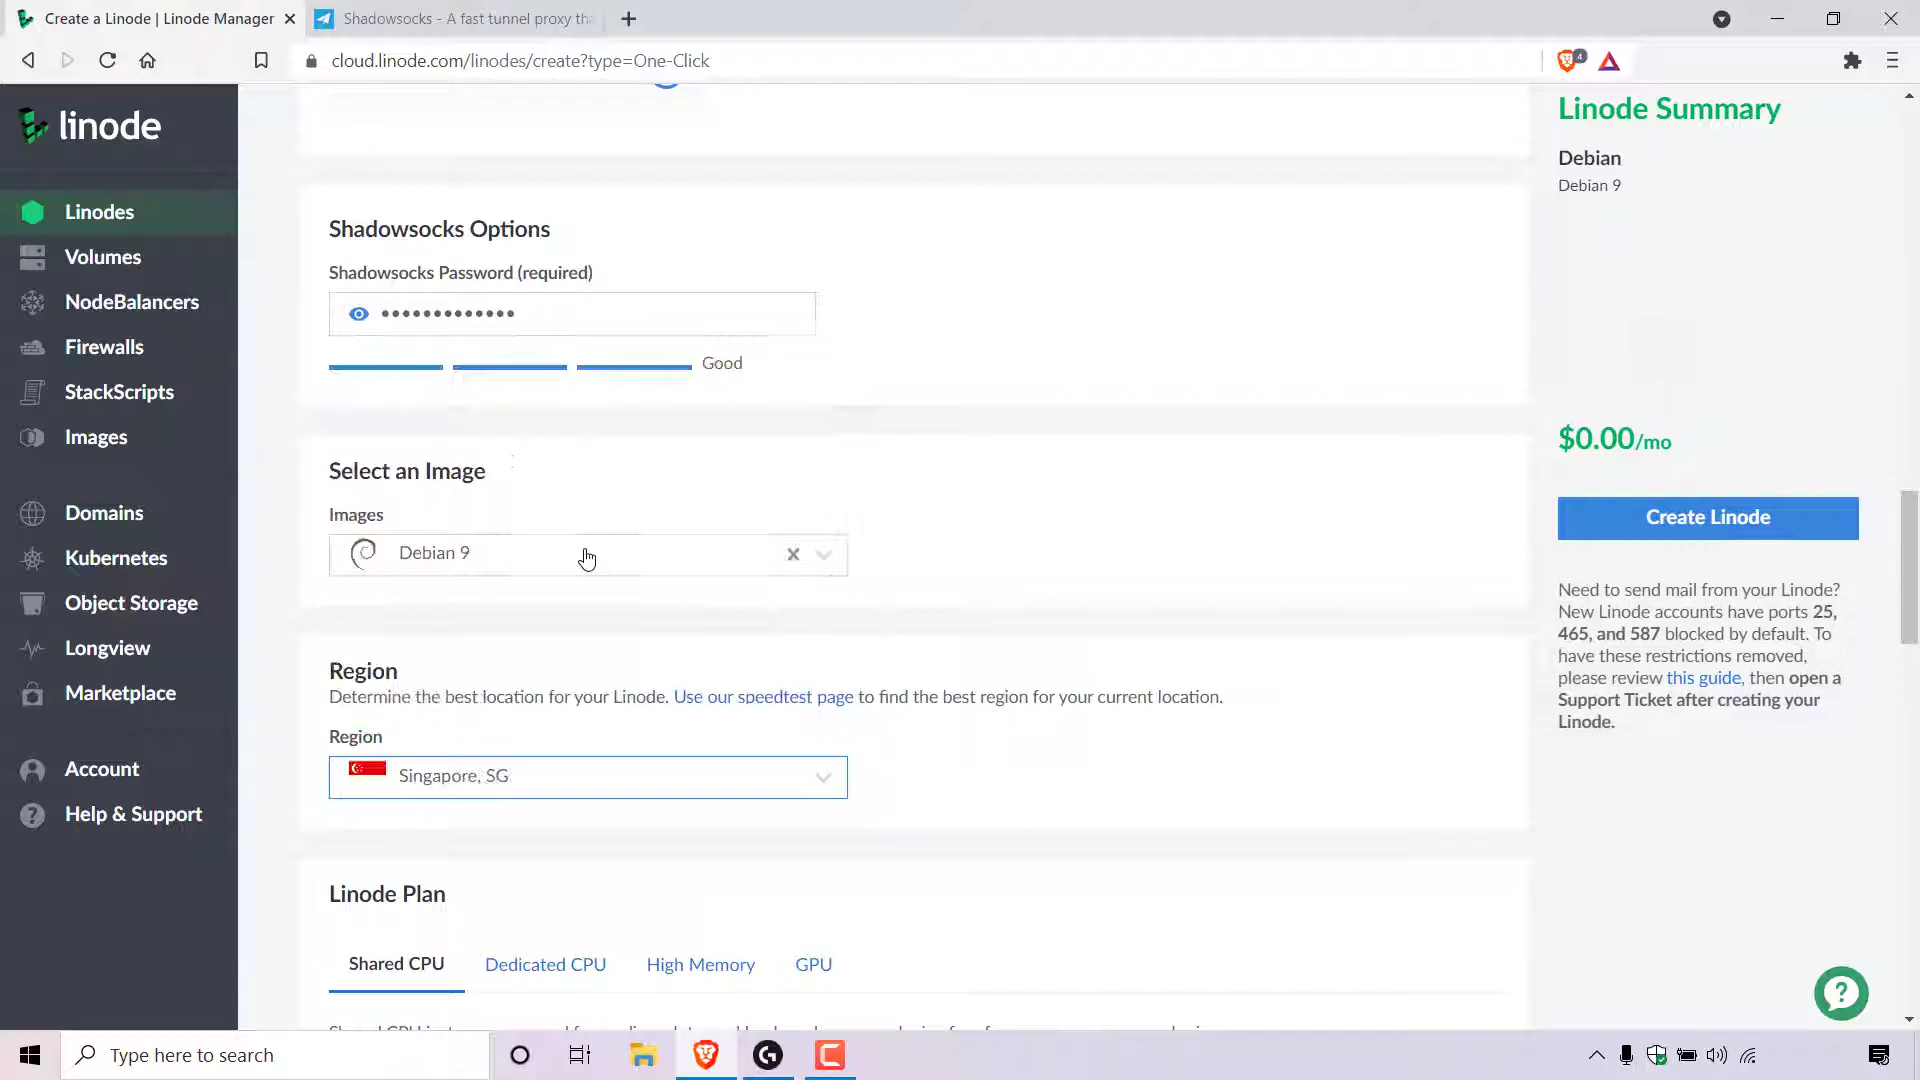 Create a Linode | Linode Manager
Shadowsocks - A fast tunnel proxy tha
cloud.linode.com/linodes/create?type=One-Click
4
linode
Linodes
Volumes
NodeBalancers
Firewalls
StackScripts
Images
Domains
Kubernetes
Object Storage
Longview
Marketplace
Account
Help & Support
Shadowsocks Options
Shadowsocks Password (required)
•••••••••••••
Good
Select an Image
Images
Debian 9
Region
Determine the best location for your Linode. Use our speedtest page to find the best region for your current location.
Region
Singapore, SG
Linode Plan
Shared CPU
Dedicated CPU
High Memory
GPU
Linode Summary
Debian
Debian 9
$0.00/mo
Create Linode
Need to send mail from your Linode?
New Linode accounts have ports 25,
465, and 587 blocked by default. To
have these restrictions removed,
please review this guide, then open a
Support Ticket after creating your
Linode.
Type here to search